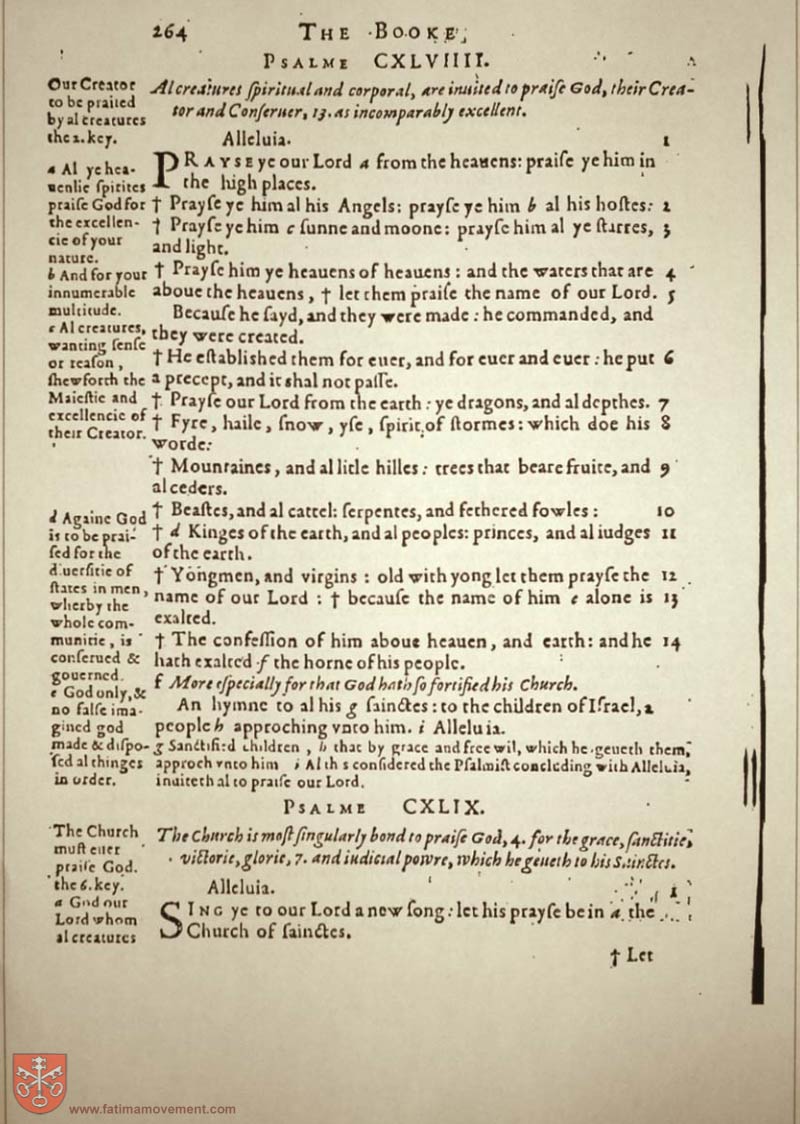 264 THE BOOKE
PSALME CXLVIIII.
Our Creator
to be praised
by al creatures
the 2. key.
a Al ye hea-
uenlie spirites
praise God for
the excellen-
cie of your
nature.
b And for your
innumerable
multitude.
c Al creatures,
wanting sense
or reason,
shew forth the
Maiestie and
excellencie of
their Creator.
d Againe God
is to be prai-
sed for the
diuersitie of
states in men,
wherby the
whole com-
munitie, is
conserued &
gouerned.
e God only, &
no false ima-
gined god
made & dispo-
sed al thinges
in order.
Al creatures spiritual and corporal, are inuited to praise God, their Crea-
tor and Conseruer, 13. as incomparably excellent.
Alleluia. 1
PRAYSE ye our Lord a from the heauens: praise ye him in
the high places.
† Prayse ye him al his Angels: prayse ye him b al his hostes: 2
† Prayse ye him c sunne and moone: prayse him al ye starres, 3
and light.
† Prayse him ye heauens of heauens: and the waters that are 4
aboue the heauens, † let them praise the name of our Lord. 5
Because he sayd, and they were made: he commanded, and
they were created.
† He established them for euer, and for euer and euer: he put 6
a precept, and it shal not passe.
† Prayse our Lord from the earth: ye dragons, and al depthes. 7
† Fyre, haile, snow, yse, spirit of stormes: which doe his 8
worde:
† Mountaines, and al litle hilles: trees that beare fruite, and 9
al ceders.
† Beastes, and al cattel: serpentes, and fethered fowles: 10
† d Kinges of the earth, and al peoples: princes, and al iudges 11
of the earth.
† Yongmen, and virgins: old with yong let them prayse the 12
name of our Lord: † because the name of him e alone is 13
exalted.
† The confession of him aboue heauen, and earth: and he 14
hath exalted f the horne of his people.
f More especially for that God hath so fortified his Church.
An hymne to al his g sainctes: to the children of Israel, a
people h approching vnto him. i Alleluia.
g Sanctified children, h that by grace and free wil, which he geueth them,
approch vnto him i Al this considered the Psalmist concleding with Alleluia,
inuiteth al to praise our Lord.
PSALME CXLIX.
The Church
must euer
praise God.
the 6. key.
a God our
Lord whom
al creatures
The Church is most singularly bond to praise God, 4. for the grace, sanctitie,
victorie, glorie, 7. and iudicial powre, which he geueth to his Sainctes.
Alleluia. 1
SING ye to our Lord a new song: let his prayse be in a the
Church of sainctes.
† Let
www.fatimamovement.com